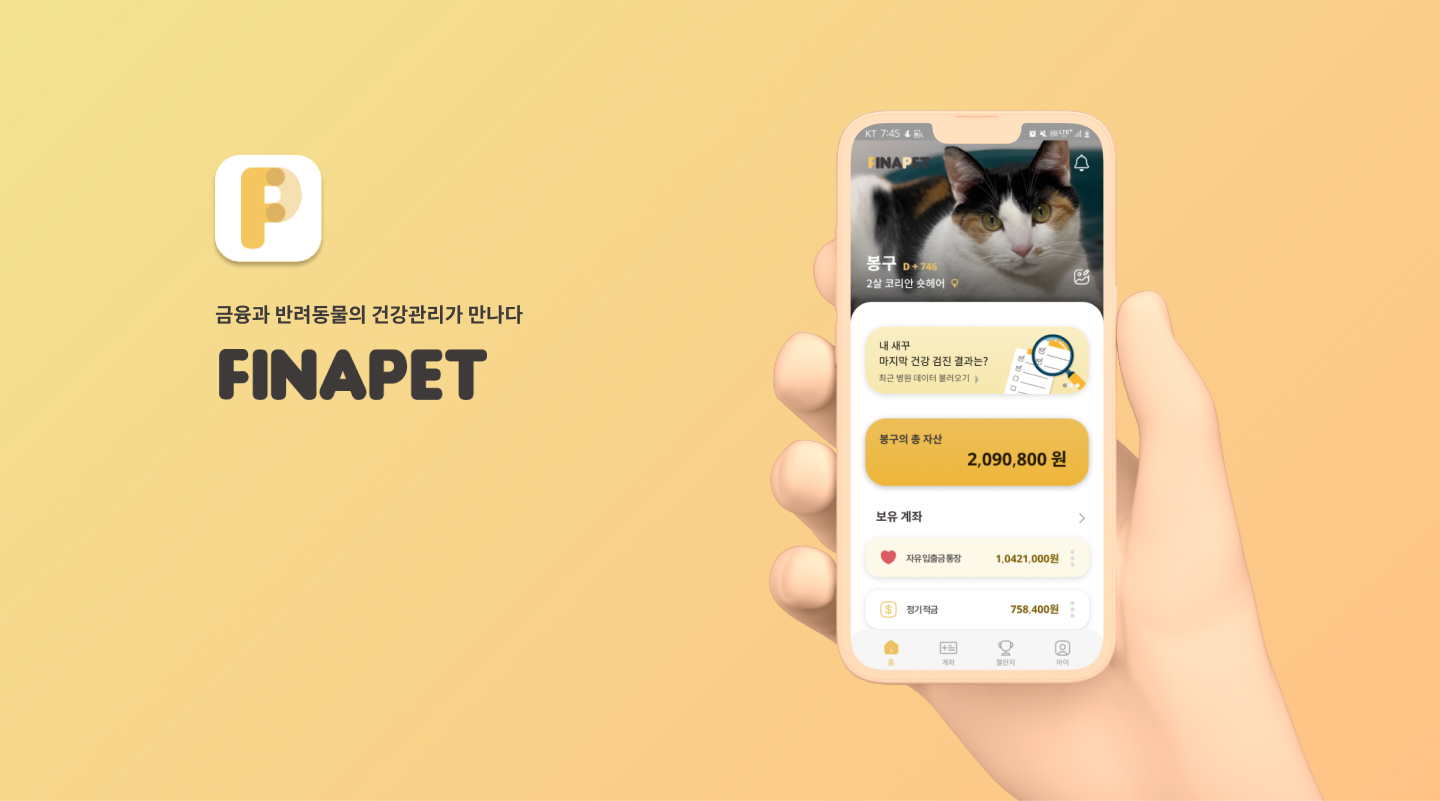 금융과 반려동물의 건강관리가 만나다
FINAPET
KT 7:45
FINAPET
봉구 D + 746
2살 코리안 숏헤어
내 새꾸
마지막 건강 검진 결과는?
최근 병원 데이터 불러오기 》
봉구의 총 자산
2,090,800 원
보유 계좌
자유입출금통장 1,0421,000원
정기적금 758,400원
홈 계좌 챌린지 마이